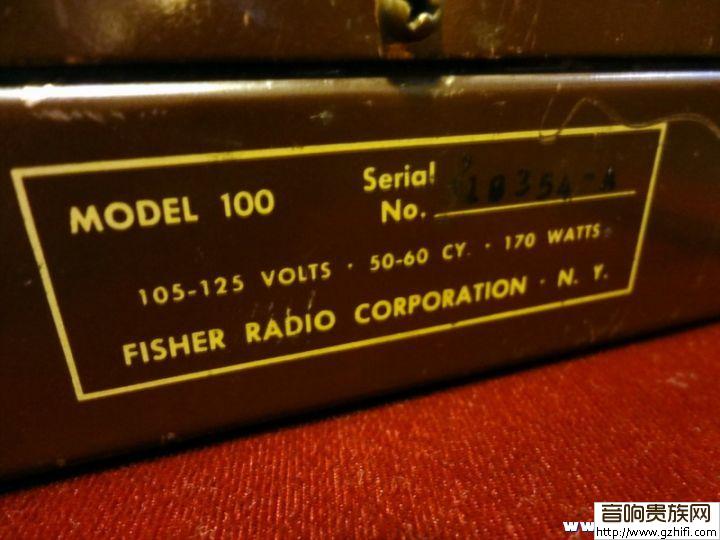 MODEL 100
Serial
No.
105-125 VOLTS · 50-60 CY. · 170 WATTS
FISHER RADIO CORPORATION · N. Y.
音响贵族网
www.gzhifi.com